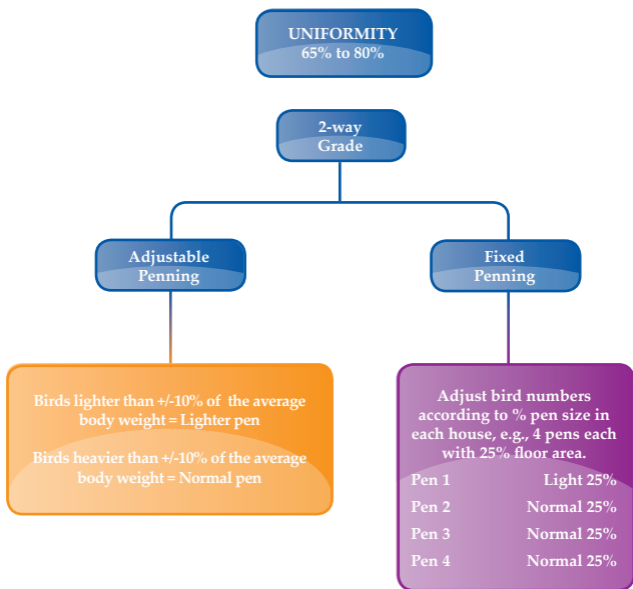 UNIFORMITY
65% to 80%
2-way
Grade
Adjustable
Penning
Fixed
Penning
Birds lighter than +/-10% of the average
body weight = Lighter pen
Birds heavier than +/-10% of the average
body weight = Normal pen
Adjust bird numbers
according to % pen size in
each house, e.g., 4 pens each
with 25% floor area.
Pen 1 Light 25%
Pen 2 Normal 25%
Pen 3 Normal 25%
Pen 4 Normal 25%